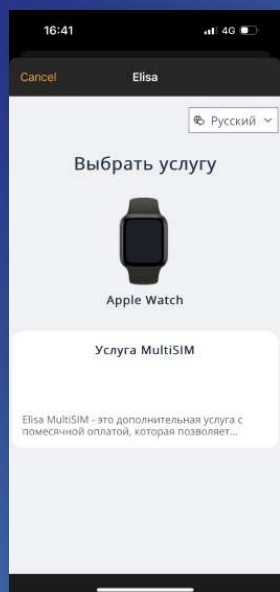 16:41
4G
Cancel
Elisa
Русский
Выбрать услугу
Apple Watch
Услуга MultiSIM
Elisa MultiSIM - это дополнительная услуга с
помесячной оплатой, которая позволяет...